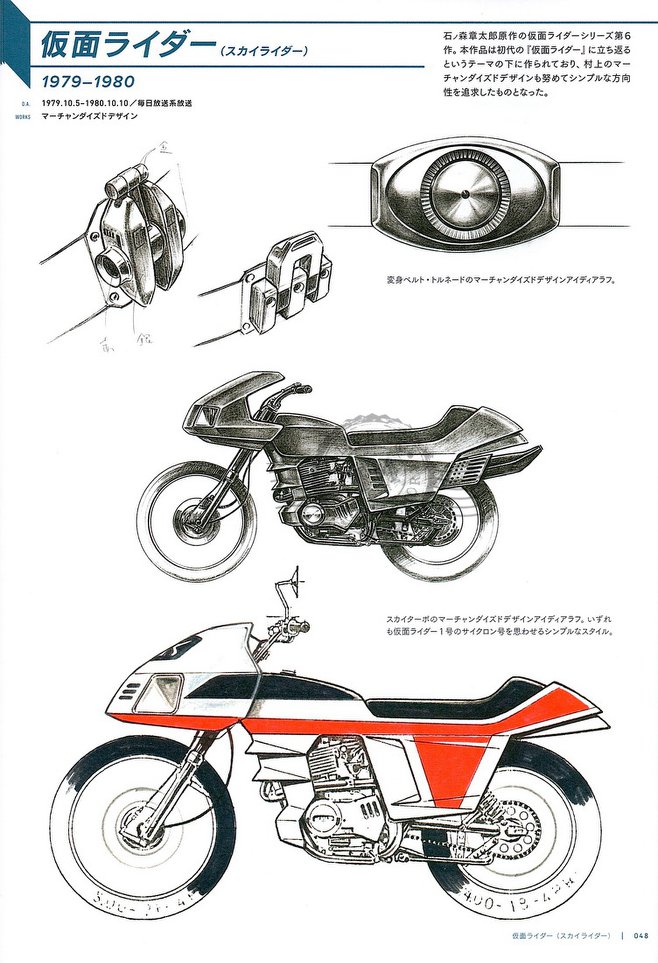 仮面ライダー（スカイライダー）
1979–1980
D.A. 1979.10.5–1980.10.10／毎日放送系放送
WORKS マーチャンダイズドデザイン
石ノ森章太郎原作の仮面ライダーシリーズ第6
作。本作品は初代の『仮面ライダー』に立ち返る
というテーマの下に作られており、村上のマー
チャンダイズドデザインも努めてシンプルな方向
性を追求したものとなった。
金
変身ベルト・トルネードのマーチャンダイズドデザインアイディアラフ。
銀
スカイターボのマーチャンダイズドデザインアイディアラフ。いずれ
も仮面ライダー1号のサイクロン号を思わせるシンプルなスタイル。
仮面ライダー（スカイライダー） | 048